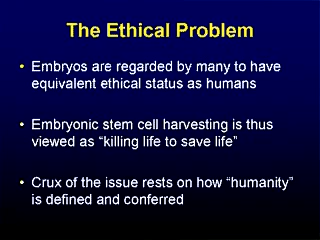 The Ethical Problem
• Embryos are regarded by many to have
equivalent ethical status as humans
• Embryonic stem cell harvesting is thus
viewed as “killing life to save life”
• Crux of the issue rests on how “humanity”
is defined and conferred